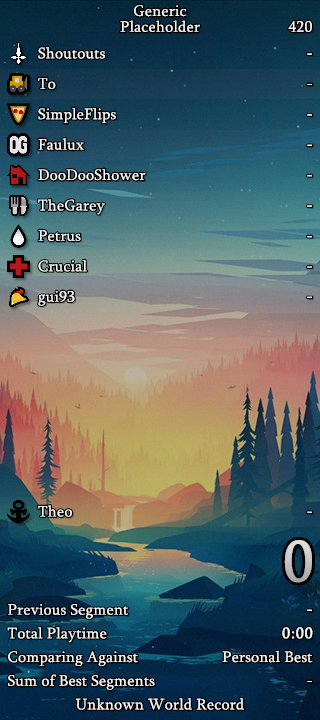 Generic
Placeholder 420
Shoutouts -
To -
SimpleFlips -
OG Faulux -
DooDooShower -
TheGarey -
Petrus -
Crucial -
gui93 -
Theo -
0
Previous Segment -
Total Playtime 0:00
Comparing Against Personal Best
Sum of Best Segments -
Unknown World Record